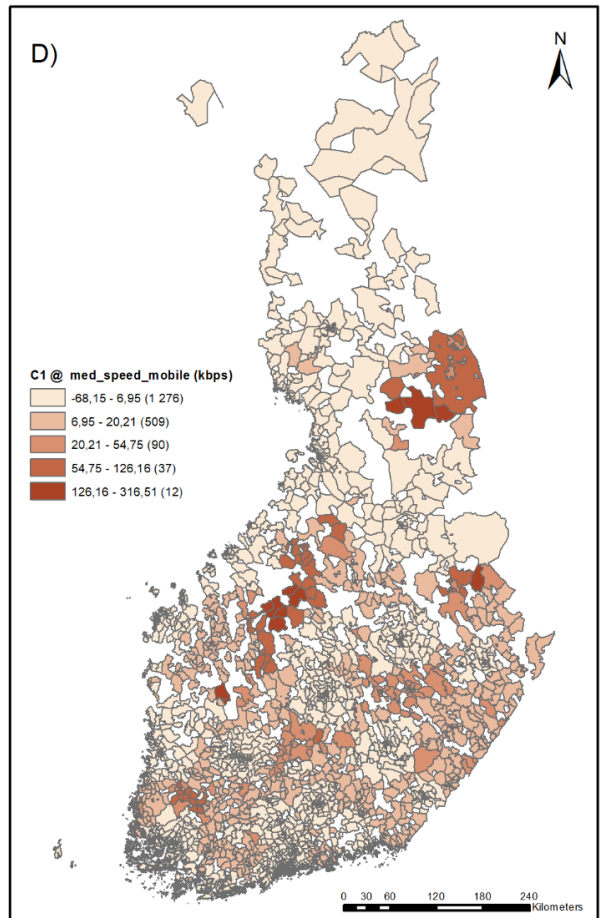 D)
N
C1 @ med_speed_mobile (kbps)
-68,15 - 6,95 (1 276)
6,95 - 20,21 (509)
20,21 - 54,75 (90)
54,75 - 126,16 (37)
126,16 - 316,51 (12)
0 30 60 120 180 240
Kilometers